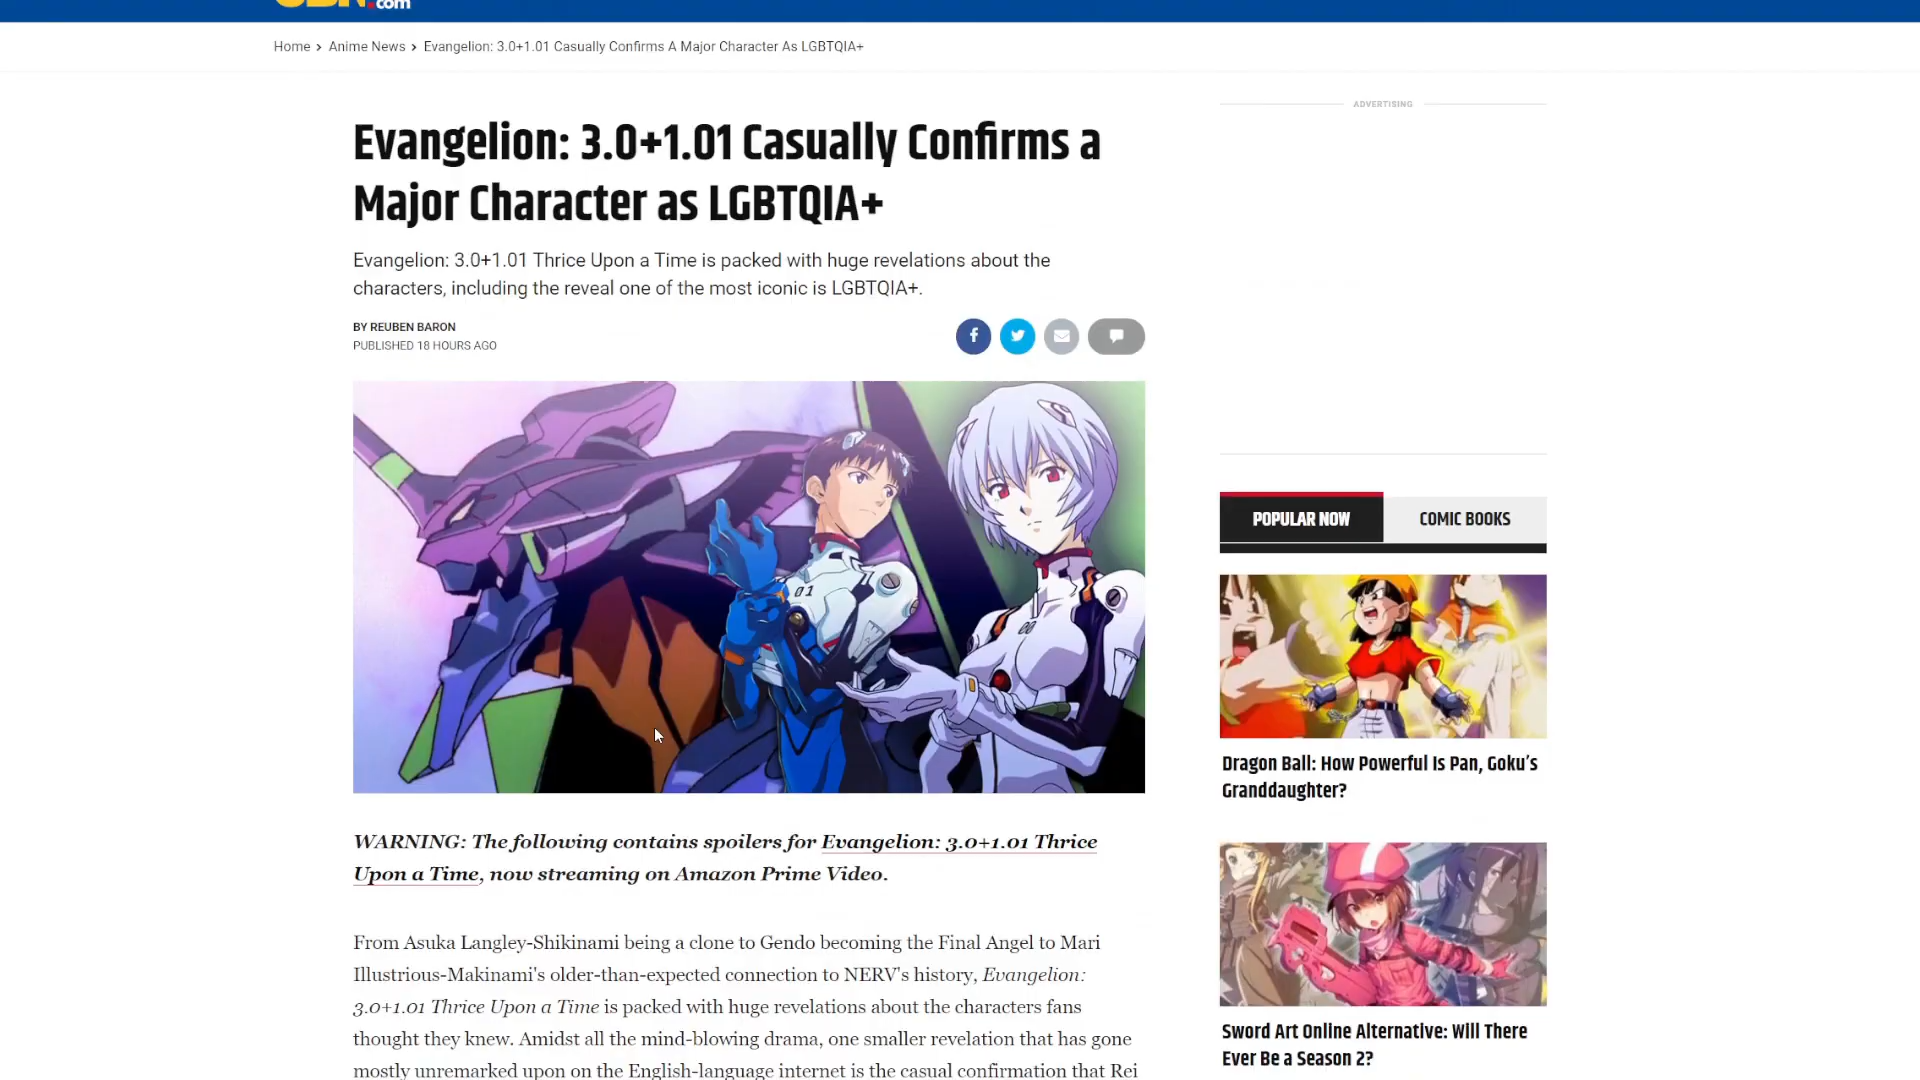 .com
Home › Anime News › Evangelion: 3.0+1.01 Casually Confirms A Major Character As LGBTQIA+
Evangelion: 3.0+1.01 Casually Confirms a
Major Character as LGBTQIA+
Evangelion: 3.0+1.01 Thrice Upon a Time is packed with huge revelations about the
characters, including the reveal one of the most iconic is LGBTQIA+.
BY REUBEN BARON
PUBLISHED 18 HOURS AGO
01
00
WARNING: The following contains spoilers for Evangelion: 3.0+1.01 Thrice
Upon a Time, now streaming on Amazon Prime Video.
From Asuka Langley-Shikinami being a clone to Gendo becoming the Final Angel to Mari
Illustrious-Makinami's older-than-expected connection to NERV's history, Evangelion:
3.0+1.01 Thrice Upon a Time is packed with huge revelations about the characters fans
thought they knew. Amidst all the mind-blowing drama, one smaller revelation that has gone
mostly unremarked upon on the English-language internet is the casual confirmation that Rei
ADVERTISING
POPULAR NOW
COMIC BOOKS
Dragon Ball: How Powerful Is Pan, Goku's
Granddaughter?
Sword Art Online Alternative: Will There
Ever Be a Season 2?